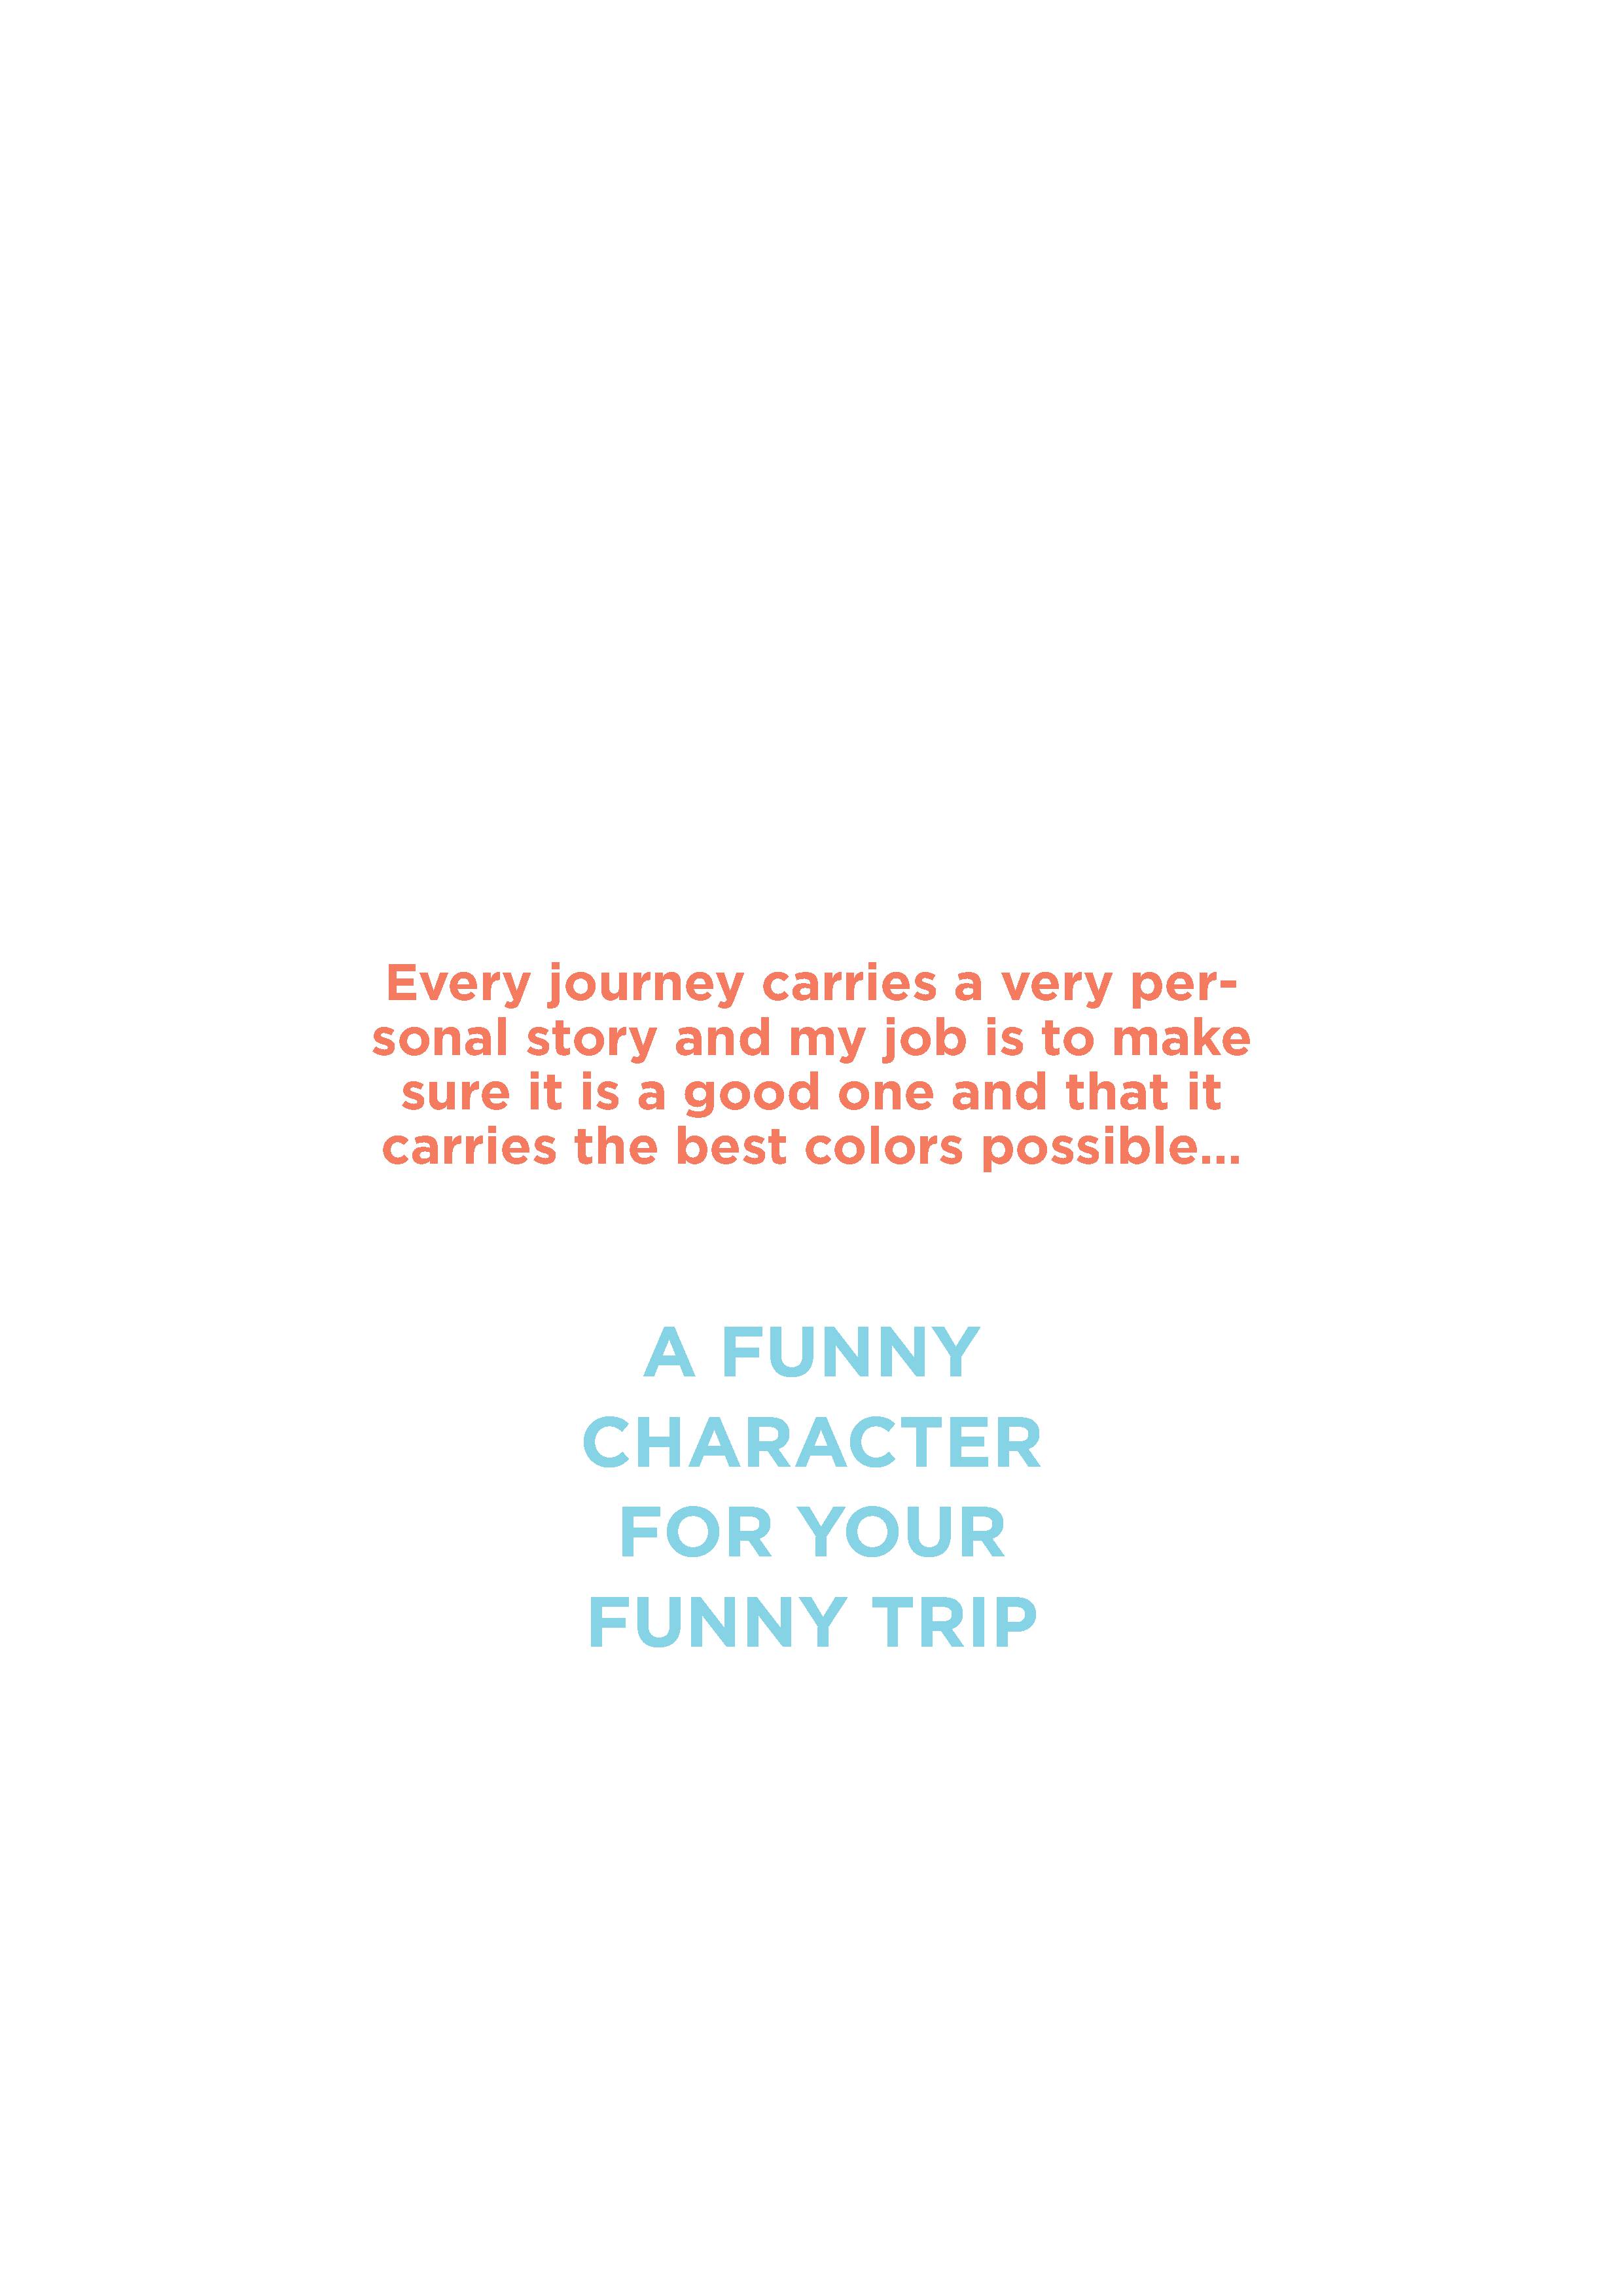 Every journey carries a very per-
sonal story and my job is to make
sure it is a good one and that it
carries the best colors possible...
A FUNNY
CHARACTER
FOR YOUR
FUNNY TRIP